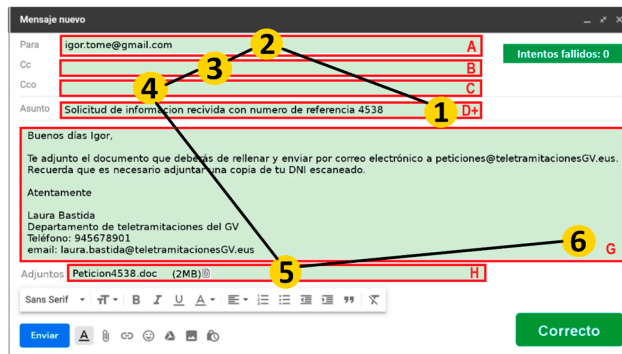 Mensaje nuevo
Para igor.tome@gmail.com 2 A
Intentos fallidos: 0
Cc 3 B
Cco 4 C
Asunto Solicitud de informacion recivida con numero de referencia 4538 1 D+
Buenos días Igor,
Te adjunto el documento que deberás de rellenar y enviar por correo electrónico a peticiones@teletramitacionesGV.eus.
Recuerda que es necesario adjuntar una copia de tu DNI escaneado.
Atentamente
Laura Bastida
Departamento de teletramitaciones del GV
Teléfono: 945678901
6
email: laura.bastida@teletramitacionesGV.eus G
Adjuntos Peticion4538.doc (2MB) 5 H
Sans Serif B I U A
Enviar A
Correcto